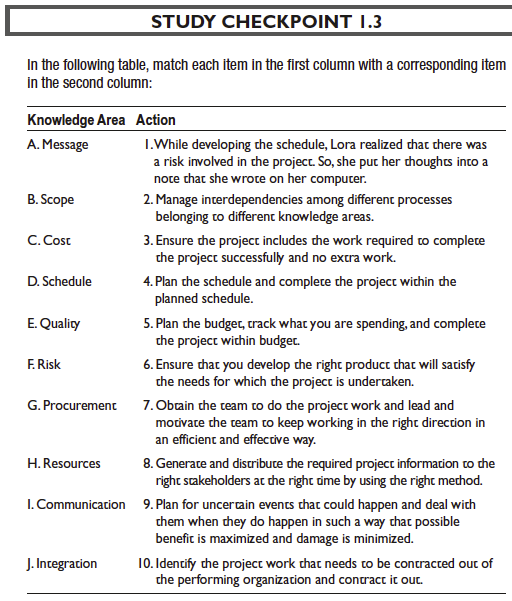 STUDY CHECKPOINT 1.3
In the following table, match each item in the first column with a corresponding item
in the second column:
Knowledge Area Action
A. Message 1. While developing the schedule, Lora realized that there was
a risk involved in the project. So, she put her thoughts into a
note that she wrote on her computer.
B. Scope 2. Manage interdependencies among different processes
belonging to different knowledge areas.
C. Cost 3. Ensure the project includes the work required to complete
the project successfully and no extra work.
D. Schedule 4. Plan the schedule and complete the project within the
planned schedule.
E. Quality 5. Plan the budget, track what you are spending, and complete
the project within budget.
F. Risk 6. Ensure that you develop the right product that will satisfy
the needs for which the project is undertaken.
G. Procurement 7. Obtain the team to do the project work and lead and
motivate the team to keep working in the right direction in
an efficient and effective way.
H. Resources 8. Generate and distribute the required project information to the
right stakeholders at the right time by using the right method.
I. Communication 9. Plan for uncertain events that could happen and deal with
them when they do happen in such a way that possible
benefit is maximized and damage is minimized.
J. Integration 10. Identify the project work that needs to be contracted out of
the performing organization and contract it out.